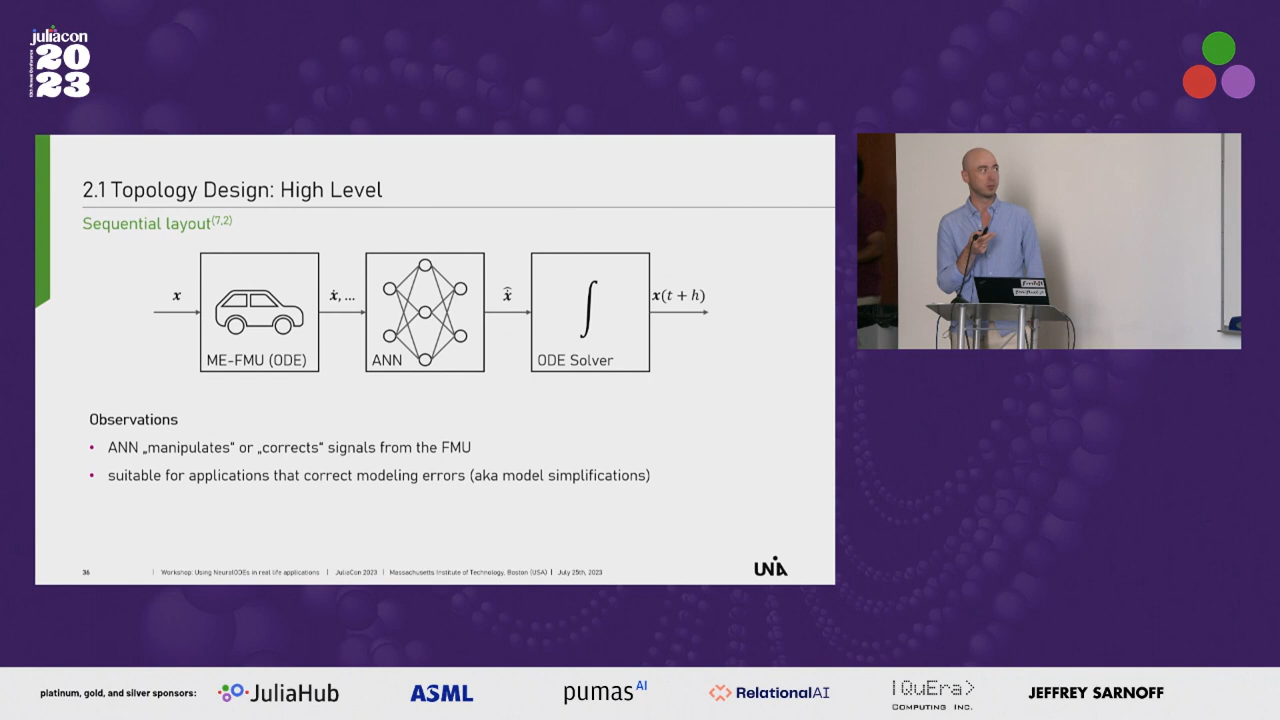 juliacon
20
23
2.1 Topology Design: High Level
Sequential layout(7,2)
x
ẋ, ...
x̂̇
x(t + h)
ME-FMU (ODE)
ANN
∫
ODE Solver
Observations
• ANN „manipulates“ or „corrects“ signals from the FMU
• suitable for applications that correct modeling errors (aka model simplifications)
36 | Workshop: Using NeuralODEs in real life applications | JuliaCon 2023 | Massachusetts Institute of Technology, Boston (USA) | July 25th, 2023
UNIA
platinum, gold, and silver sponsors:
JuliaHub
ASML
pumas AI
RelationalAI
|QuEra>
COMPUTING INC.
JEFFREY SARNOFF